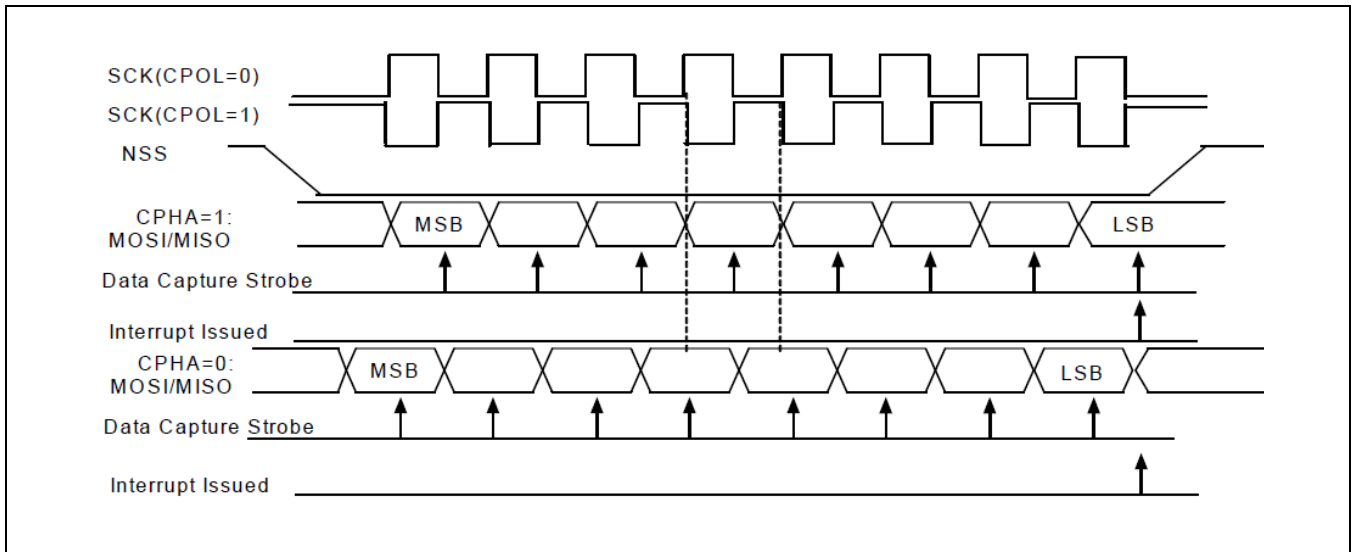 SCK(CPOL=0)
SCK(CPOL=1)
NSS
CPHA=1:
MOSI/MISO
MSB
LSB
Data Capture Strobe
Interrupt Issued
CPHA=0:
MOSI/MISO
MSB
LSB
Data Capture Strobe
Interrupt Issued